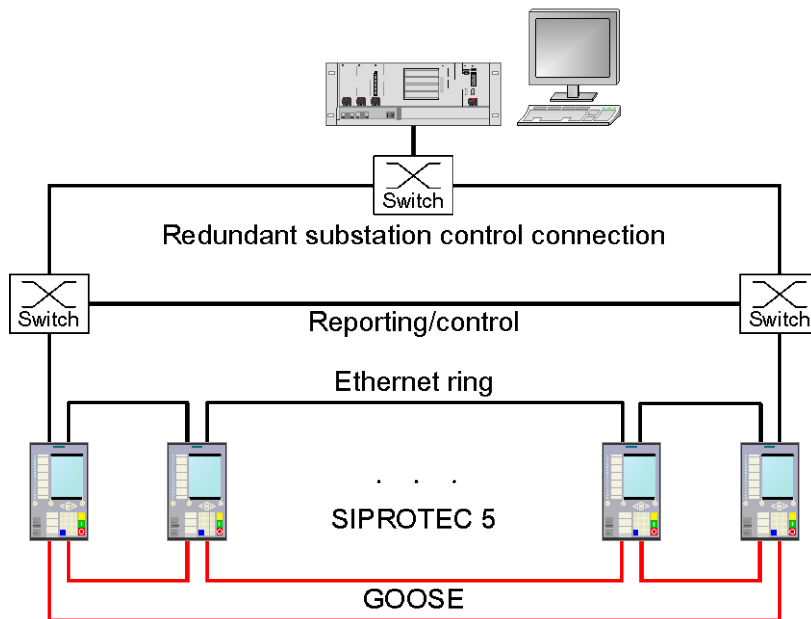 Switch
Redundant substation control connection
Switch
Switch
Reporting/control
Ethernet ring
. . .
SIPROTEC 5
GOOSE